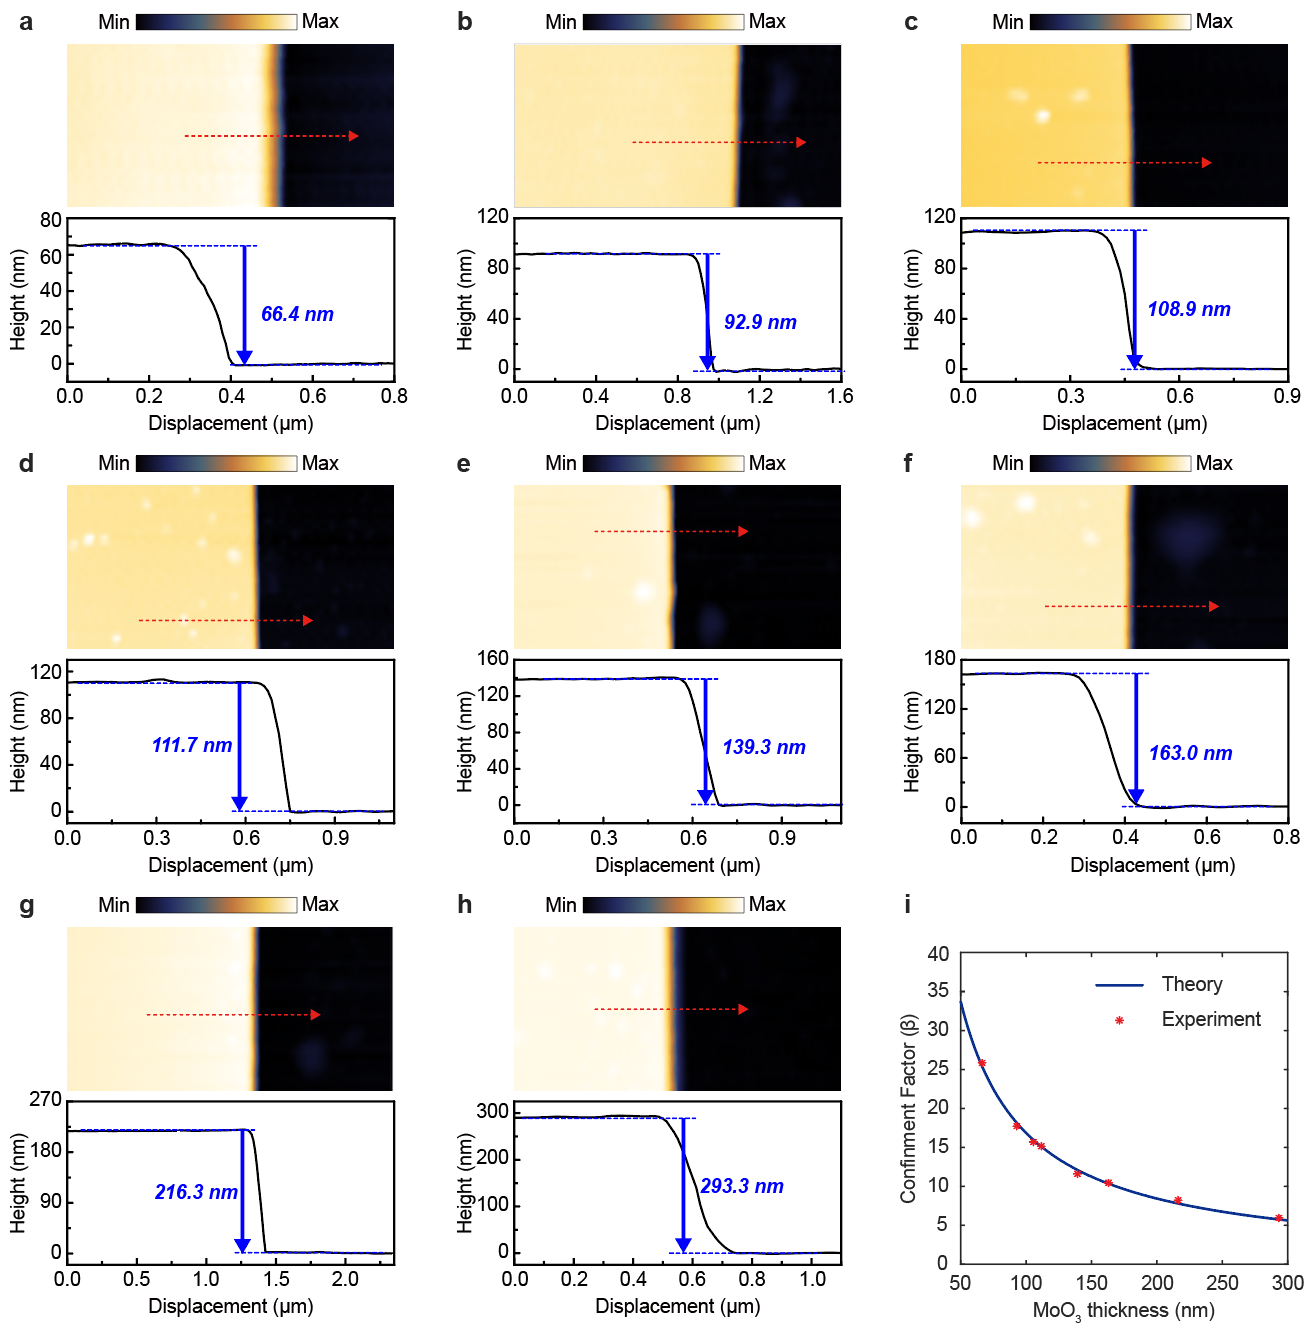 a
Min Max
80
60
40
20
0
Height (nm)
66.4 nm
0.0 0.2 0.4 0.6 0.8
Displacement (µm)
b
Min Max
120
80
40
0
Height (nm)
92.9 nm
0.0 0.4 0.8 1.2 1.6
Displacement (µm)
c
Min Max
120
80
40
0
Height (nm)
108.9 nm
0.0 0.3 0.6 0.9
Displacement (µm)
d
Min Max
120
80
40
0
Height (nm)
111.7 nm
0.0 0.3 0.6 0.9
Displacement (µm)
e
Min Max
160
120
80
40
0
Height (nm)
139.3 nm
0.0 0.3 0.6 0.9
Displacement (µm)
f
Min Max
180
120
60
0
Height (nm)
163.0 nm
0.0 0.2 0.4 0.6 0.8
Displacement (µm)
g
Min Max
270
180
90
0
Height (nm)
216.3 nm
0.0 0.5 1.0 1.5 2.0
Displacement (µm)
h
Min Max
300
200
100
0
Height (nm)
293.3 nm
0.0 0.2 0.4 0.6 0.8 1.0
Displacement (µm)
i
40
35
30
25
20
15
10
5
0
Confinment Factor (β)
Theory
Experiment
50 100 150 200 250 300
MoO₃ thickness (nm)